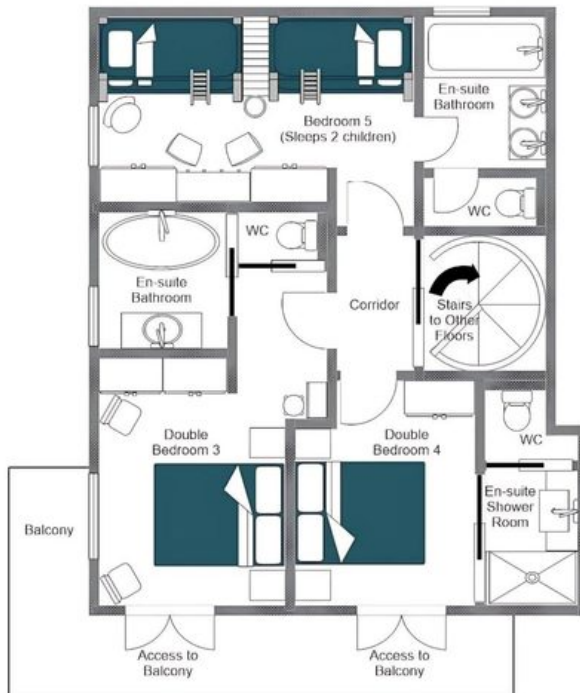 En-suite
Bathroom
Bedroom 5
(Sleeps 2 children)
WC
WC
En-suite
Bathroom
Corridor
Stairs
to Other
Floors
Double
Bedroom 3
Double
Bedroom 4
WC
En-suite
Shower
Room
Balcony
Access to
Balcony
Access to
Balcony